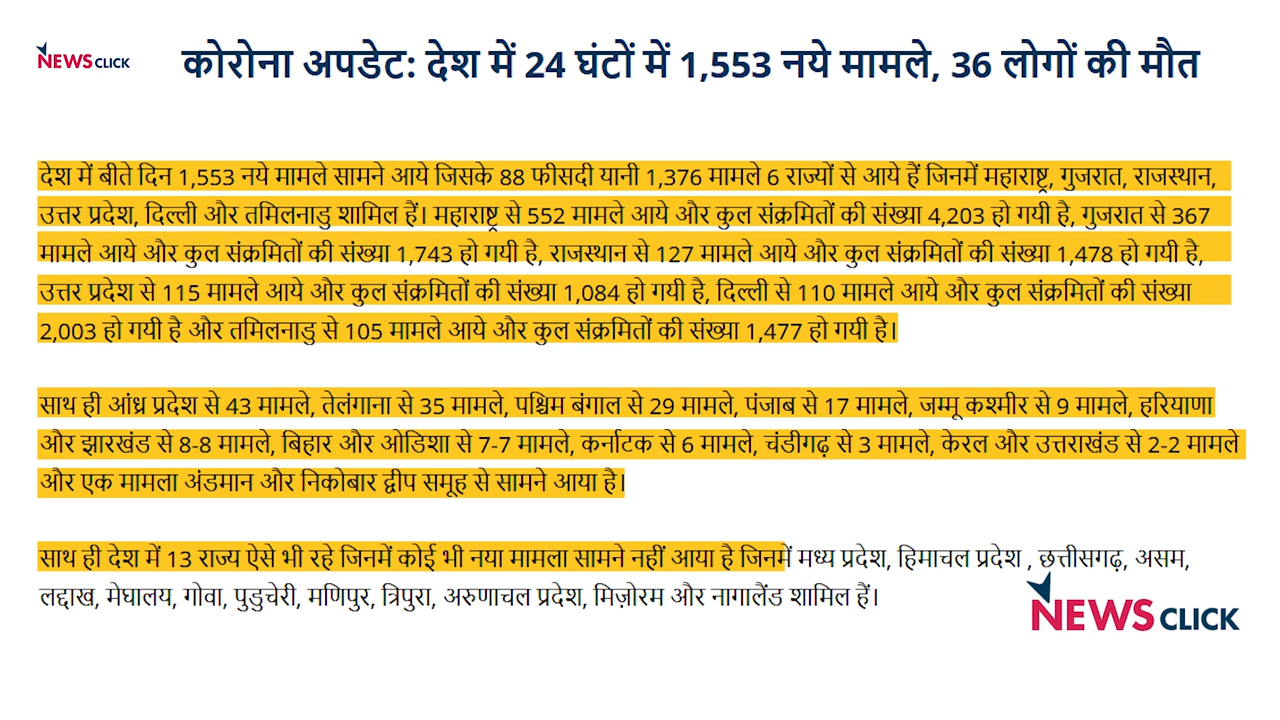 NEWS CLICK
कोरोना अपडेट: देश में 24 घंटों में 1,553 नये मामले, 36 लोगों की मौत
देश में बीते दिन 1,553 नये मामले सामने आये जिसके 88 फीसदी यानी 1,376 मामले 6 राज्यों से आये हैं जिनमें महाराष्ट्र, गुजरात, राजस्थान,
उत्तर प्रदेश, दिल्ली और तमिलनाडु शामिल हैं। महाराष्ट्र से 552 मामले आये और कुल संक्रमितों की संख्या 4,203 हो गयी है, गुजरात से 367
मामले आये और कुल संक्रमितों की संख्या 1,743 हो गयी है, राजस्थान से 127 मामले आये और कुल संक्रमितों की संख्या 1,478 हो गयी है,
उत्तर प्रदेश से 115 मामले आये और कुल संक्रमितों की संख्या 1,084 हो गयी है, दिल्ली से 110 मामले आये और कुल संक्रमितों की संख्या
2,003 हो गयी है और तमिलनाडु से 105 मामले आये और कुल संक्रमितों की संख्या 1,477 हो गयी है।
साथ ही आंध्र प्रदेश से 43 मामले, तेलंगाना से 35 मामले, पश्चिम बंगाल से 29 मामले, पंजाब से 17 मामले, जम्मू कश्मीर से 9 मामले, हरियाणा
और झारखंड से 8-8 मामले, बिहार और ओडिशा से 7-7 मामले, कर्नाटक से 6 मामले, चंडीगढ़ से 3 मामले, केरल और उत्तराखंड से 2-2 मामले
और एक मामला अंडमान और निकोबार द्वीप समूह से सामने आया है।
साथ ही देश में 13 राज्य ऐसे भी रहे जिनमें कोई भी नया मामला सामने नहीं आया है जिनमें मध्य प्रदेश, हिमाचल प्रदेश , छत्तीसगढ़, असम,
लद्दाख, मेघालय, गोवा, पुडुचेरी, मणिपुर, त्रिपुरा, अरुणाचल प्रदेश, मिज़ोरम और नागालैंड शामिल हैं।
NEWS CLICK